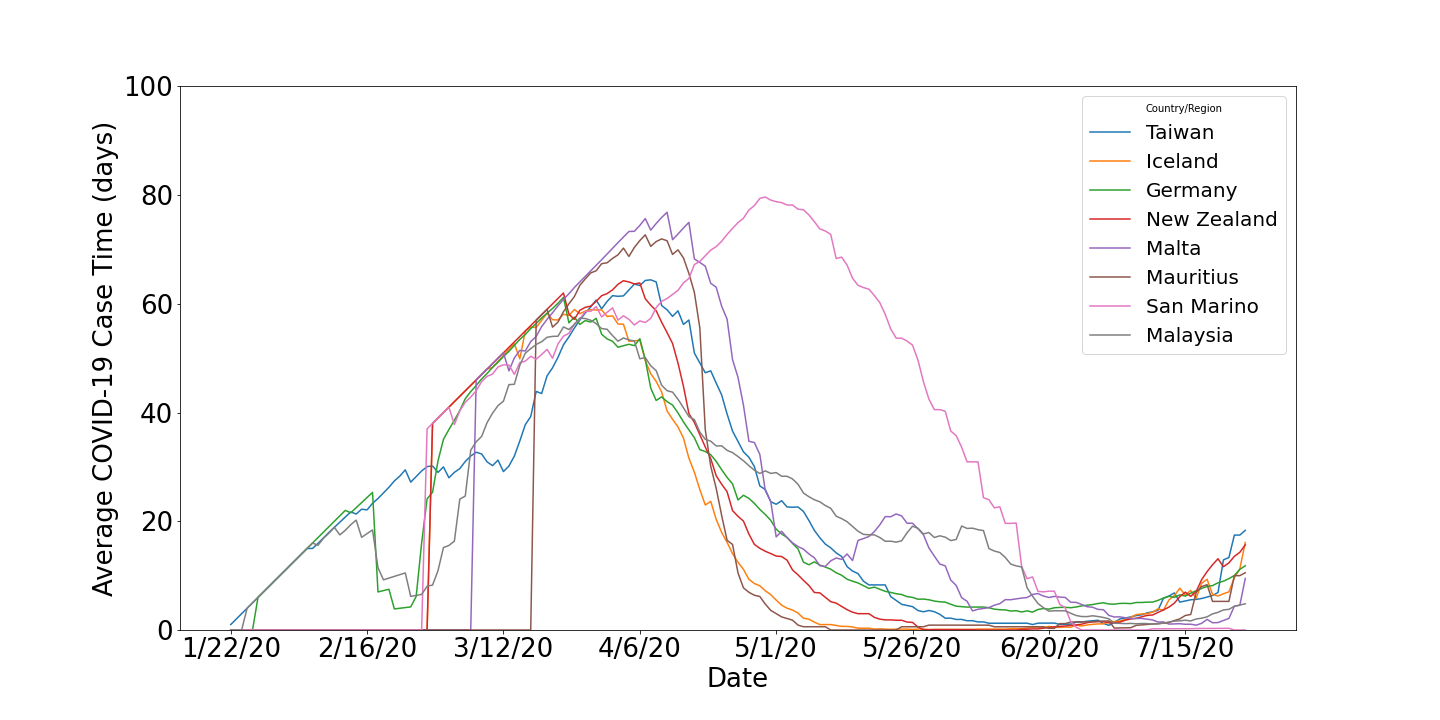 Average COVID-19 Case Time (days)
100
80
60
40
20
0
Country/Region
Taiwan
Iceland
Germany
New Zealand
Malta
Mauritius
San Marino
Malaysia
1/22/20 2/16/20 3/12/20 4/6/20 5/1/20 5/26/20 6/20/20 7/15/20
Date